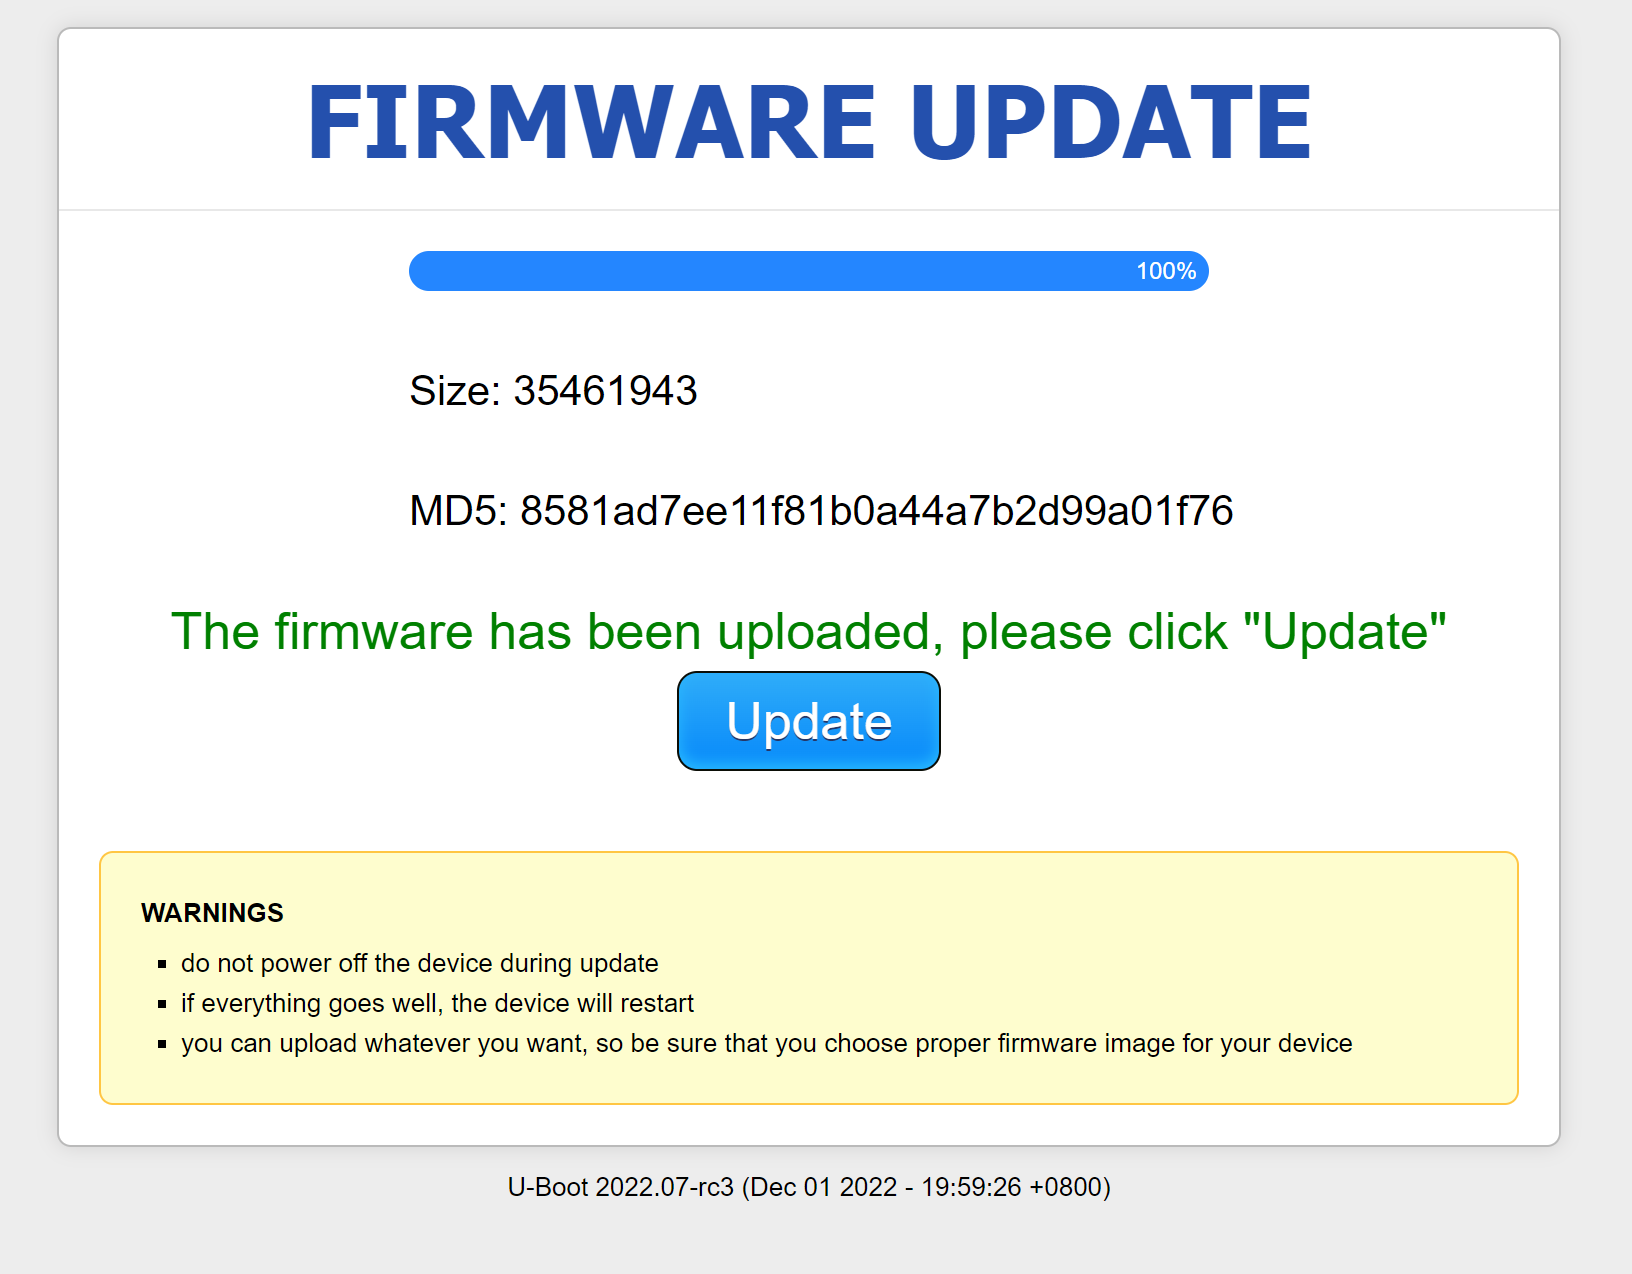 FIRMWARE UPDATE
100%
Size: 35461943
MD5: 8581ad7ee11f81b0a44a7b2d99a01f76
The firmware has been uploaded, please click "Update"
Update
WARNINGS
do not power off the device during update
if everything goes well, the device will restart
you can upload whatever you want, so be sure that you choose proper firmware image for your device
U-Boot 2022.07-rc3 (Dec 01 2022 - 19:59:26 +0800)